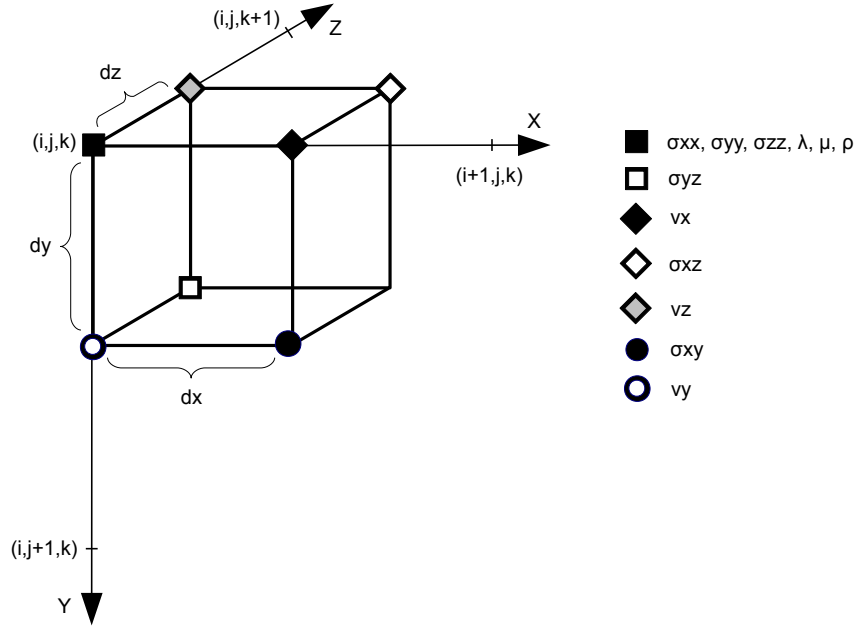 (i,j,k+1)
Z
dz
X
(i,j,k)
(i+1,j,k)
dy
dx
(i,j+1,k)
Y
σxx, σyy, σzz, λ, μ, ρ
σyz
vx
σxz
vz
σxy
vy